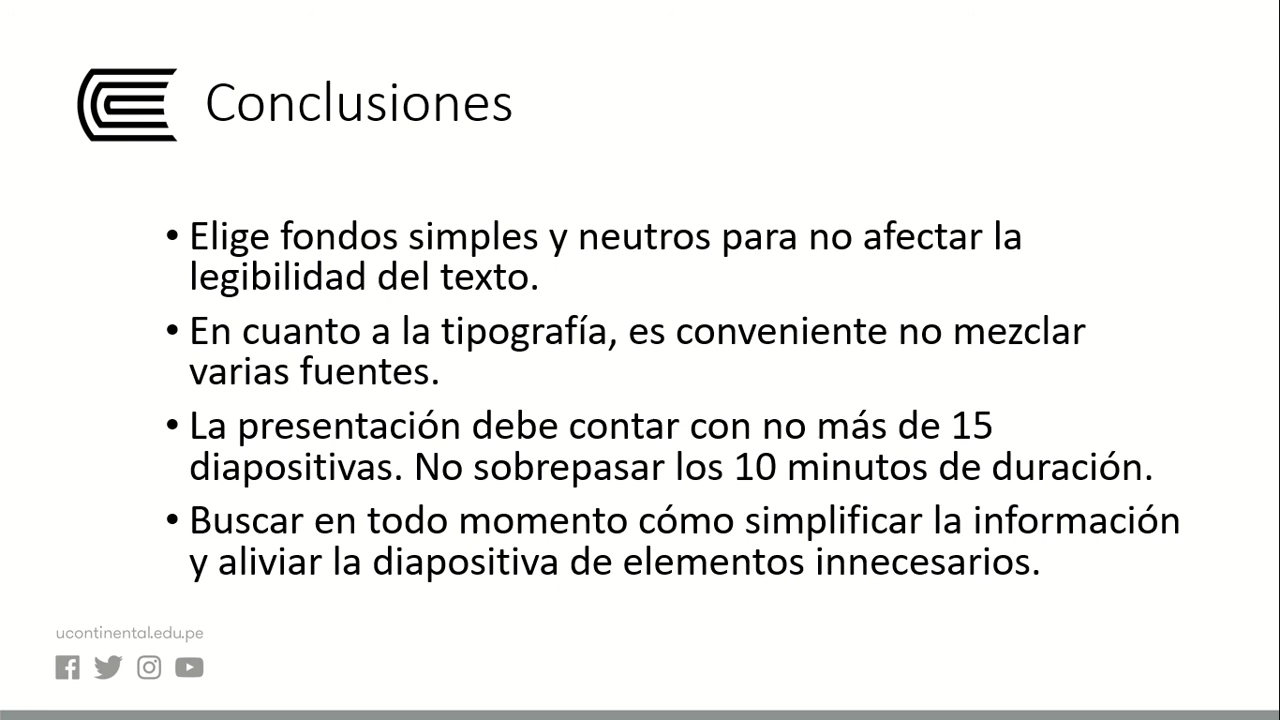 Conclusiones
• Elige fondos simples y neutros para no afectar la
legibilidad del texto.
• En cuanto a la tipografía, es conveniente no mezclar
varias fuentes.
• La presentación debe contar con no más de 15
diapositivas. No sobrepasar los 10 minutos de duración.
• Buscar en todo momento cómo simplificar la información
y aliviar la diapositiva de elementos innecesarios.
ucontinental.edu.pe